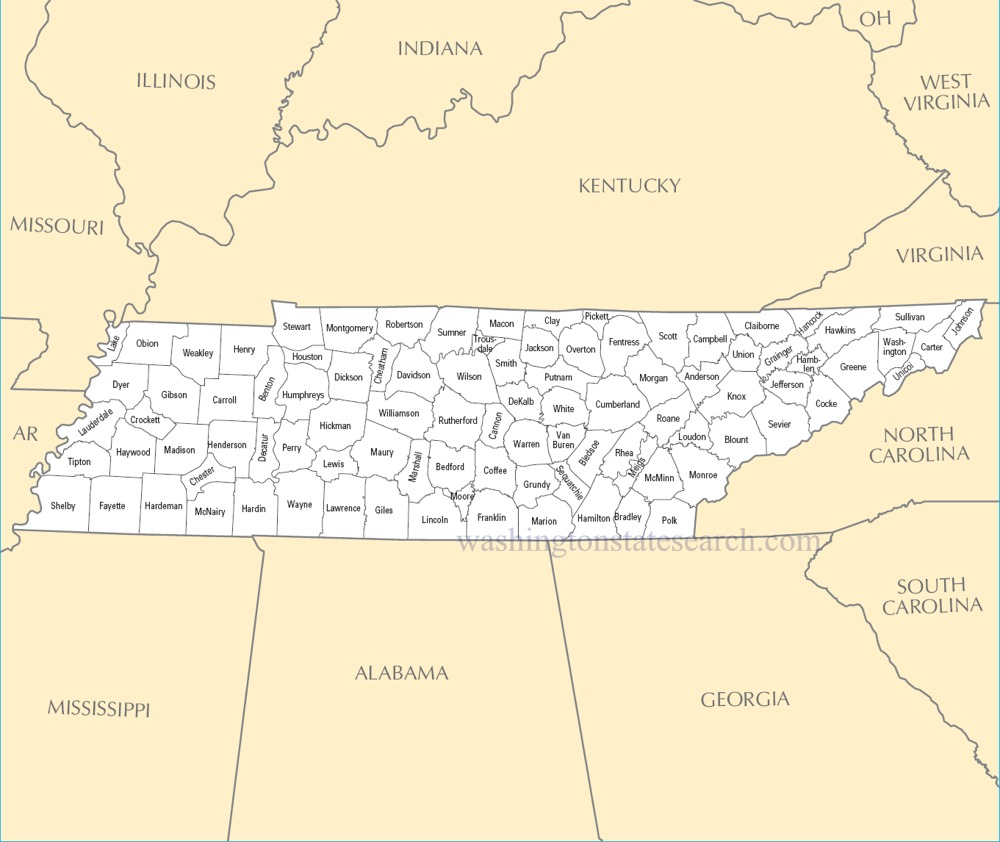 OH
INDIANA
ILLINOIS
WEST
VIRGINIA
KENTUCKY
MISSOURI
VIRGINIA
Lake
Obion
Weakley
Henry
Stewart
Montgomery
Robertson
Sumner
Macon
Trous-
dale
Clay
Pickett
Jackson
Overton
Fentress
Scott
Campbell
Claiborne
Hancock
Hawkins
Sullivan
Johnson
Houston
Dickson
Cheatham
Davidson
Wilson
Smith
Putnam
Morgan
Anderson
Union
Grainger
Hamb-
len
Greene
Wash-
ington
Carter
Unicoi
Dyer
Gibson
Carroll
Benton
Humphreys
Williamson
Rutherford
Cannon
DeKalb
White
Cumberland
Roane
Knox
Jefferson
Cocke
Sevier
Lauderdale
Crockett
Hickman
AR
Tipton
Haywood
Madison
Henderson
Decatur
Perry
Lewis
Maury
Marshall
Bedford
Coffee
Warren
Van
Buren
Bledsoe
Rhea
Meigs
Loudon
Blount
NORTH
CAROLINA
Chester
Moore
Grundy
Sequatchie
McMinn
Monroe
Shelby
Fayette
Hardeman
McNairy
Hardin
Wayne
Lawrence
Giles
Lincoln
Franklin
Marion
Hamilton
Bradley
Polk
washingtonstatesearch.com
SOUTH
CAROLINA
MISSISSIPPI
ALABAMA
GEORGIA